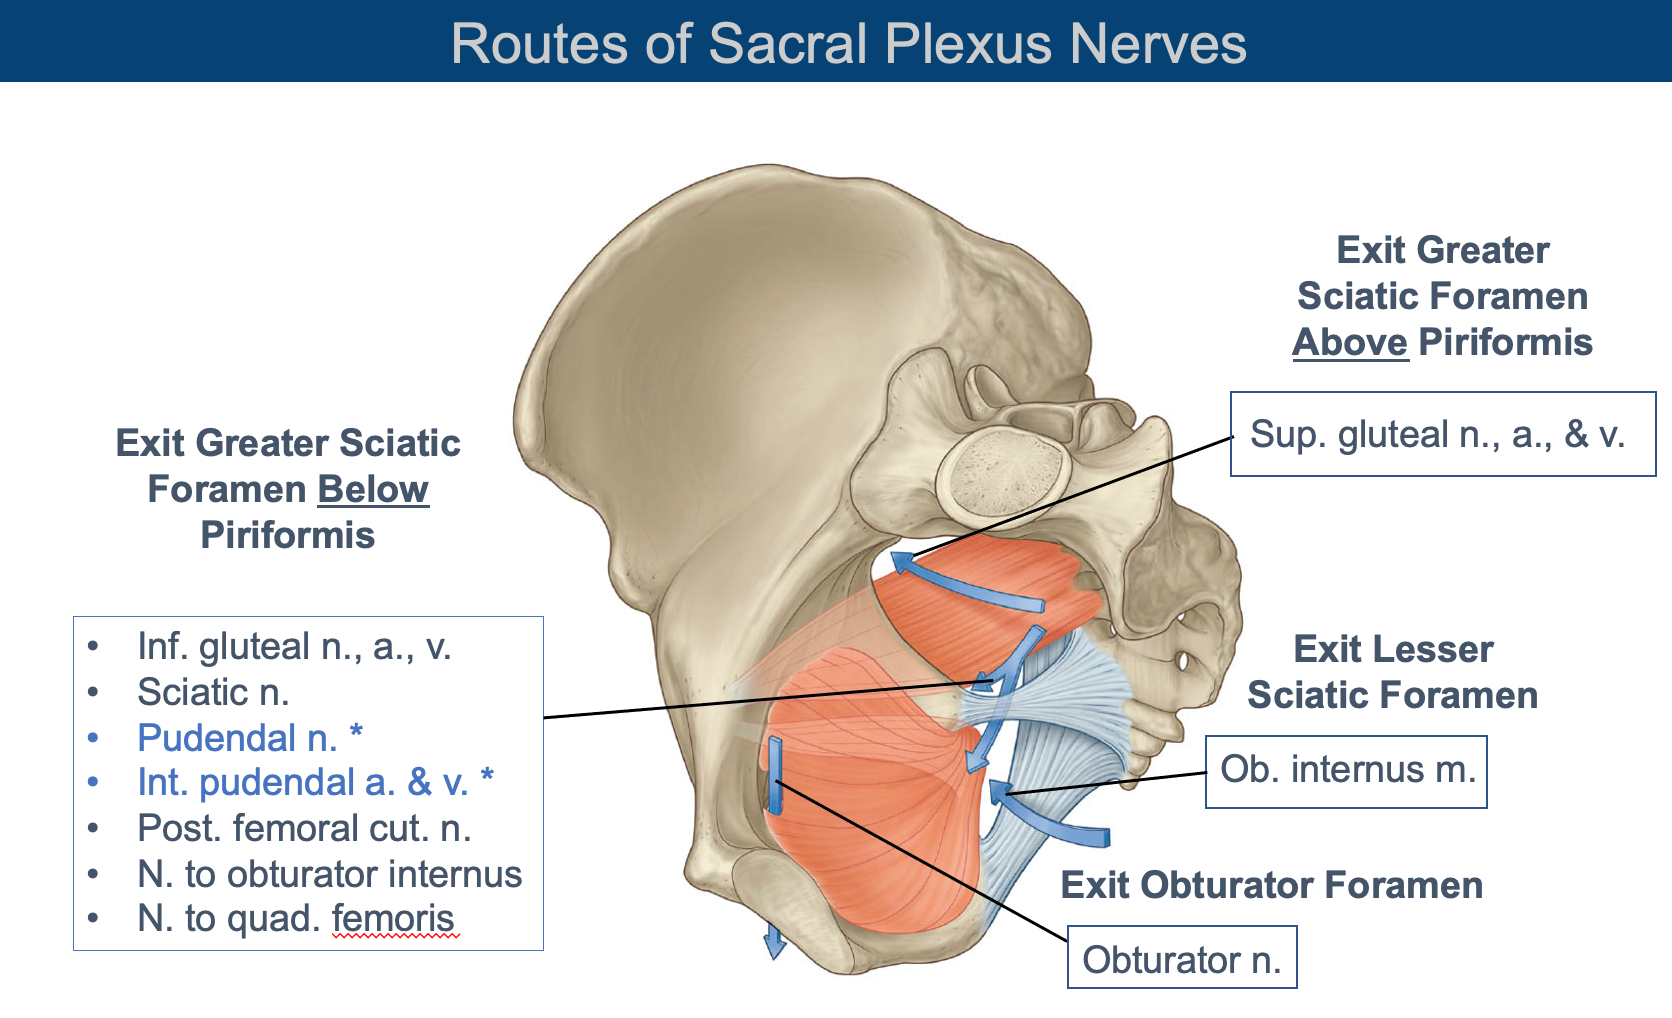 Routes of Sacral Plexus Nerves
Exit Greater
Sciatic Foramen
Above Piriformis
Sup. gluteal n., a., & v.
Exit Greater Sciatic
Foramen Below
Piriformis
• Inf. gluteal n., a., v.
• Sciatic n.
• Pudendal n. *
• Int. pudendal a. & v. *
• Post. femoral cut. n.
• N. to obturator internus
• N. to quad. femoris
Exit Lesser
Sciatic Foramen
Ob. internus m.
Exit Obturator Foramen
Obturator n.